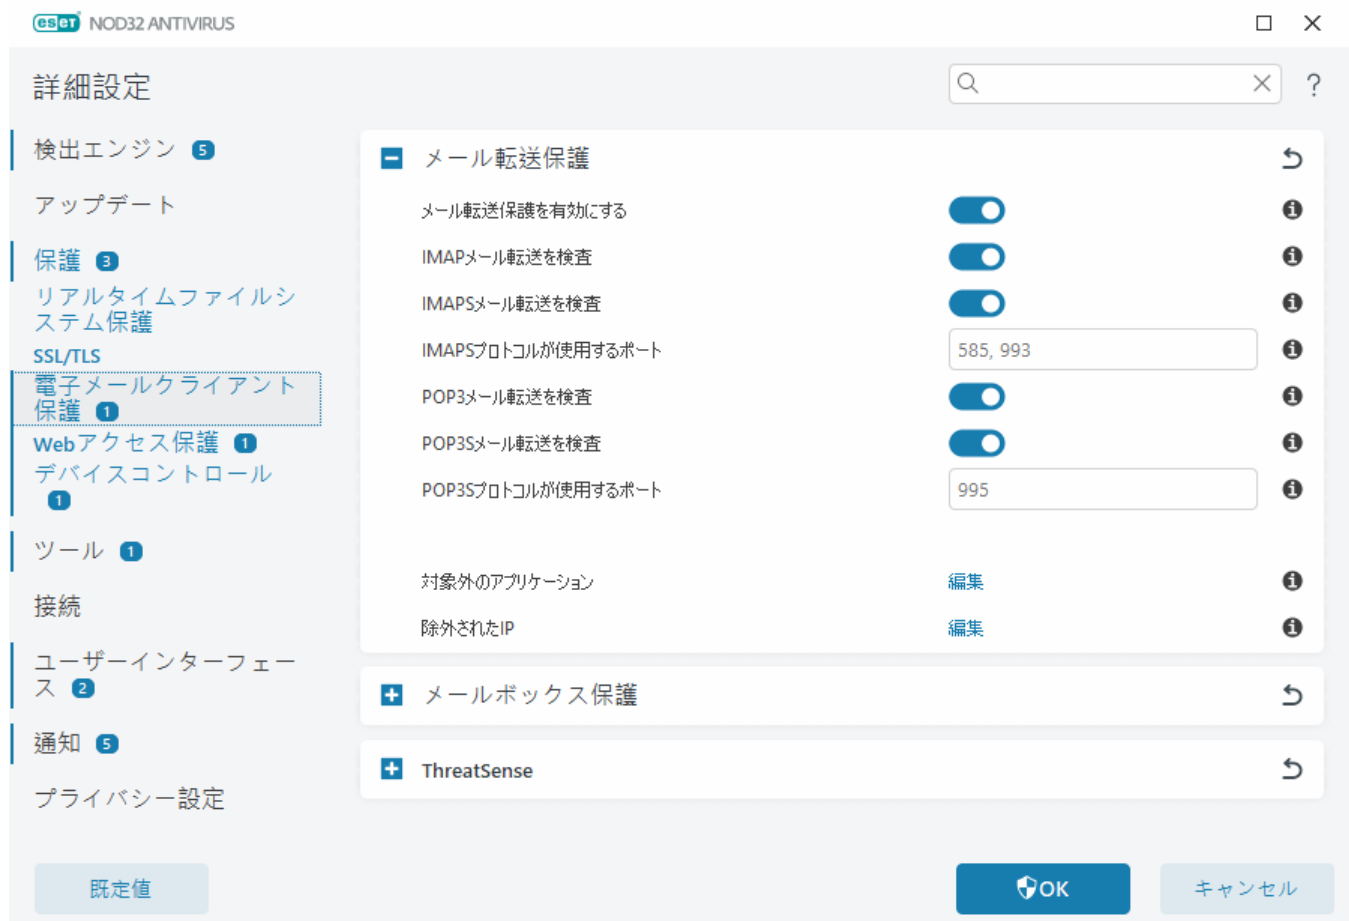 eseT NOD32 ANTIVIRUS
詳細設定
?
検出エンジン 5
アップデート
保護 3
リアルタイムファイルシ
ステム保護
SSL/TLS
電子メールクライアント
保護 1
Webアクセス保護 1
デバイスコントロール
1
ツール 1
接続
ユーザーインターフェー
ス 2
通知 5
プライバシー設定
メール転送保護
メール転送保護を有効にする
IMAPメール転送を検査
IMAPSメール転送を検査
IMAPSプロトコルが使用するポート 585, 993
POP3メール転送を検査
POP3Sメール転送を検査
POP3Sプロトコルが使用するポート 995
対象外のアプリケーション 編集
除外されたIP 編集
メールボックス保護
ThreatSense
既定値
OK
キャンセル